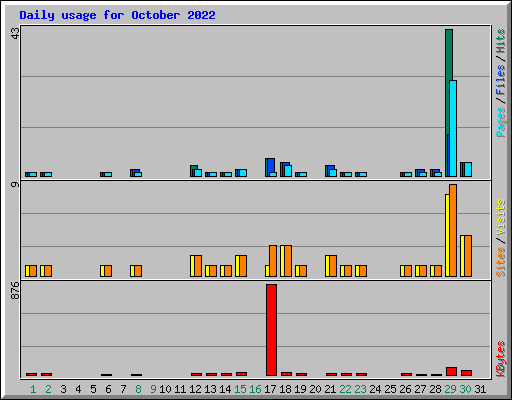 Daily usage for October 2022
43
9
876
Pages / Files / Hits
Sites / Visits
KBytes
1 2 3 4 5 6 7 8 9 10 11 12 13 14 15 16 17 18 19 20 21 22 23 24 25 26 27 28 29 30 31